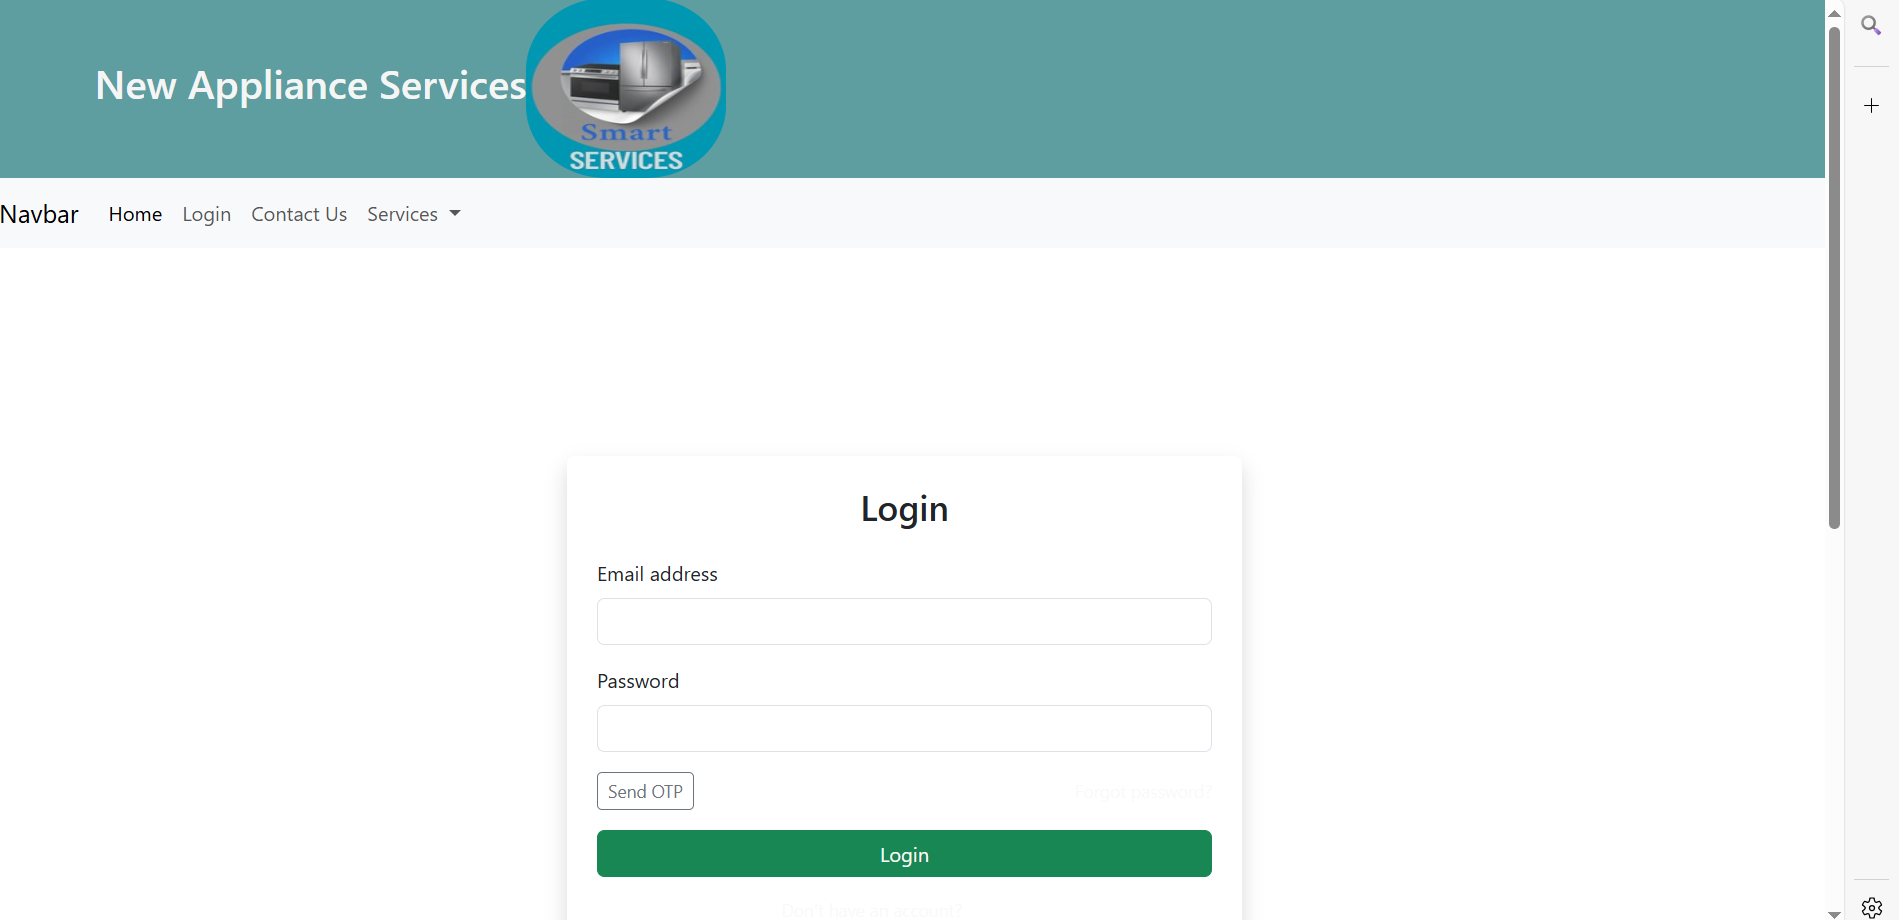 New Appliance Services
Smart
SERVICES
Navbar Home Login Contact Us Services
Login
Email address
Password
Send OTP Forgot password?
Login
Don't have an account?